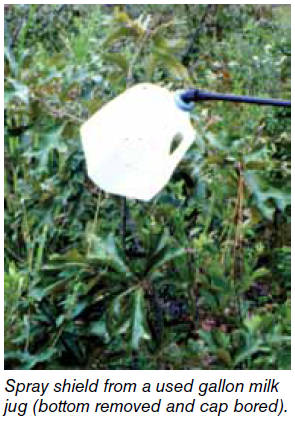 Spray shield from a used gallon milk
jug (bottom removed and cap bored).